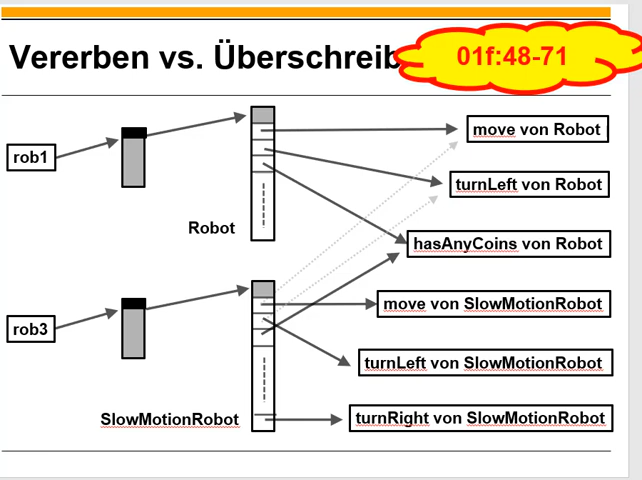 Vererben vs. Überschreib
01f:48-71
rob1
move von Robot
turnLeft von Robot
Robot
hasAnyCoins von Robot
rob3
move von SlowMotionRobot
turnLeft von SlowMotionRobot
SlowMotionRobot
turnRight von SlowMotionRobot